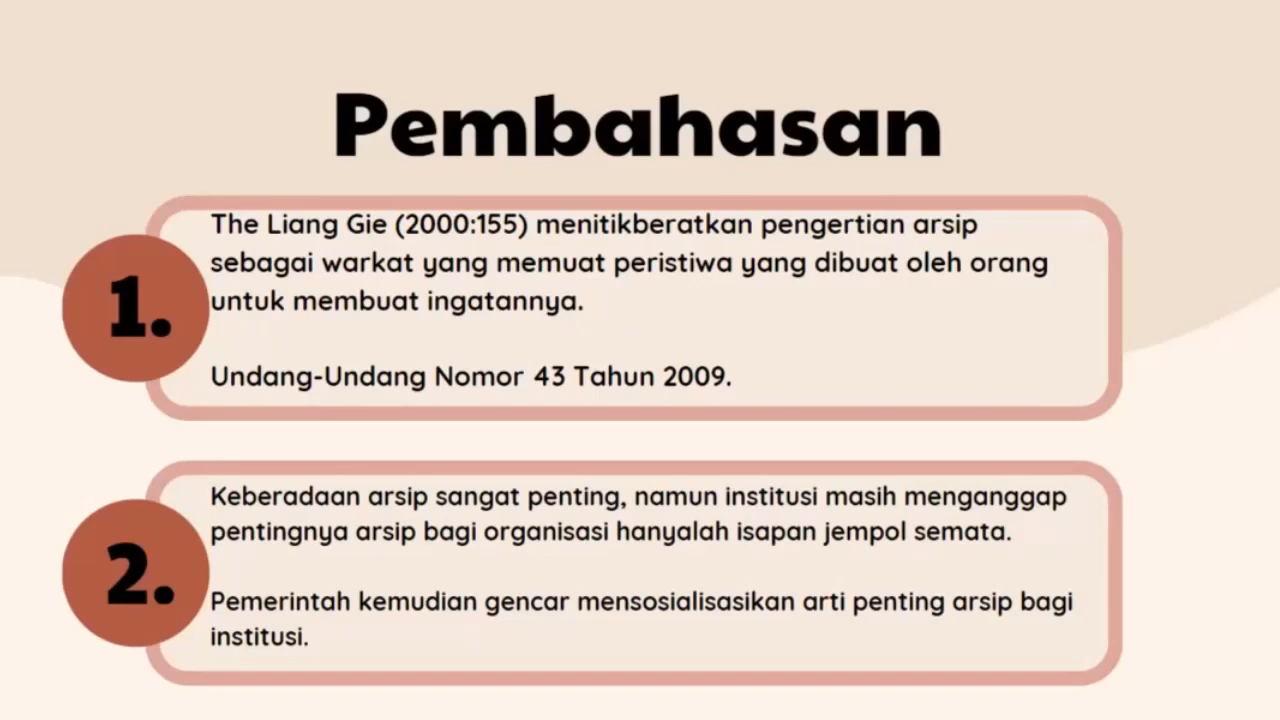 Pembahasan
1.
The Liang Gie (2000:155) menitikberatkan pengertian arsip
sebagai warkat yang memuat peristiwa yang dibuat oleh orang
untuk membuat ingatannya.
Undang-Undang Nomor 43 Tahun 2009.
2.
Keberadaan arsip sangat penting, namun institusi masih menganggap
pentingnya arsip bagi organisasi hanyalah isapan jempol semata.
Pemerintah kemudian gencar mensosialisasikan arti penting arsip bagi
institusi.